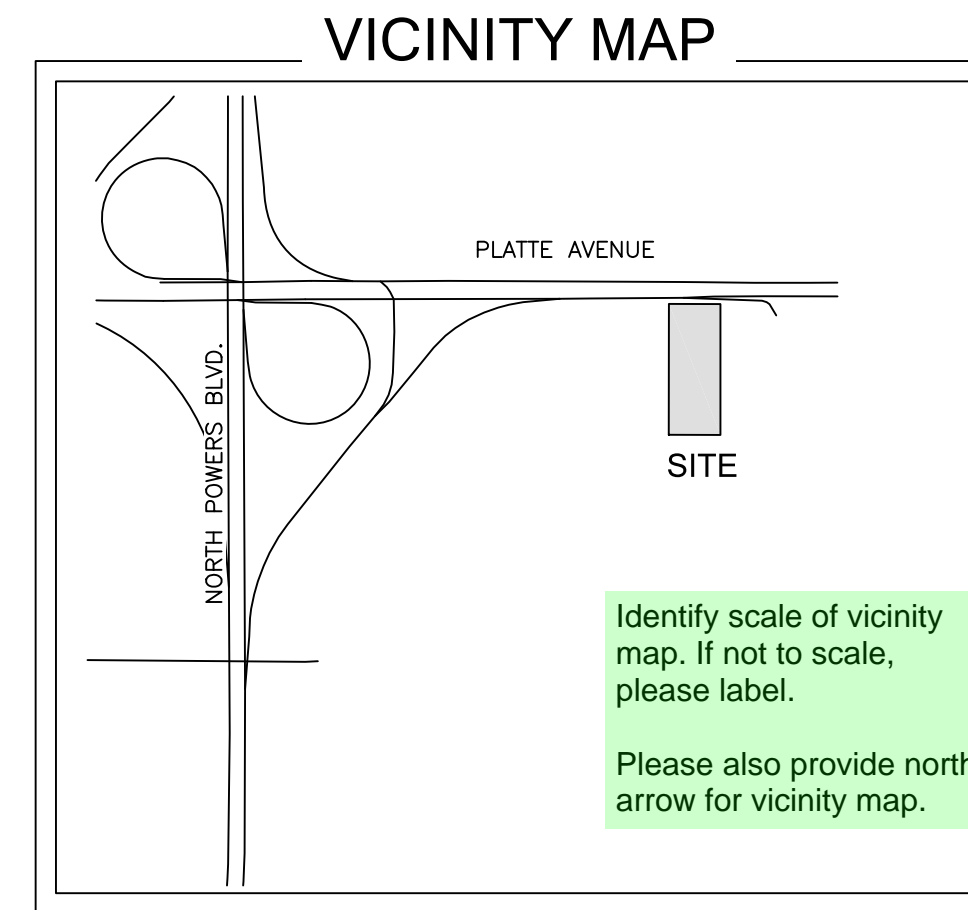 VICINITY MAP
PLATTE AVENUE
NORTH POWERS BLVD.
SITE
Identify scale of vicinity
map. If not to scale,
please label.
Please also provide north
arrow for vicinity map.